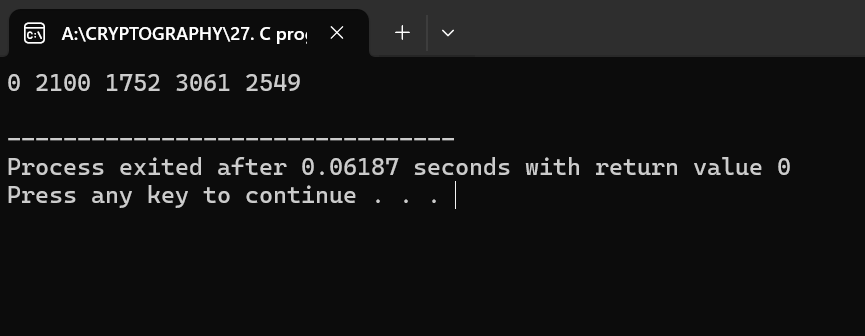 A:\CRYPTOGRAPHY\27. C pro
0 2100 1752 3061 2549
--------------------------------
Process exited after 0.06187 seconds with return value 0
Press any key to continue . . .